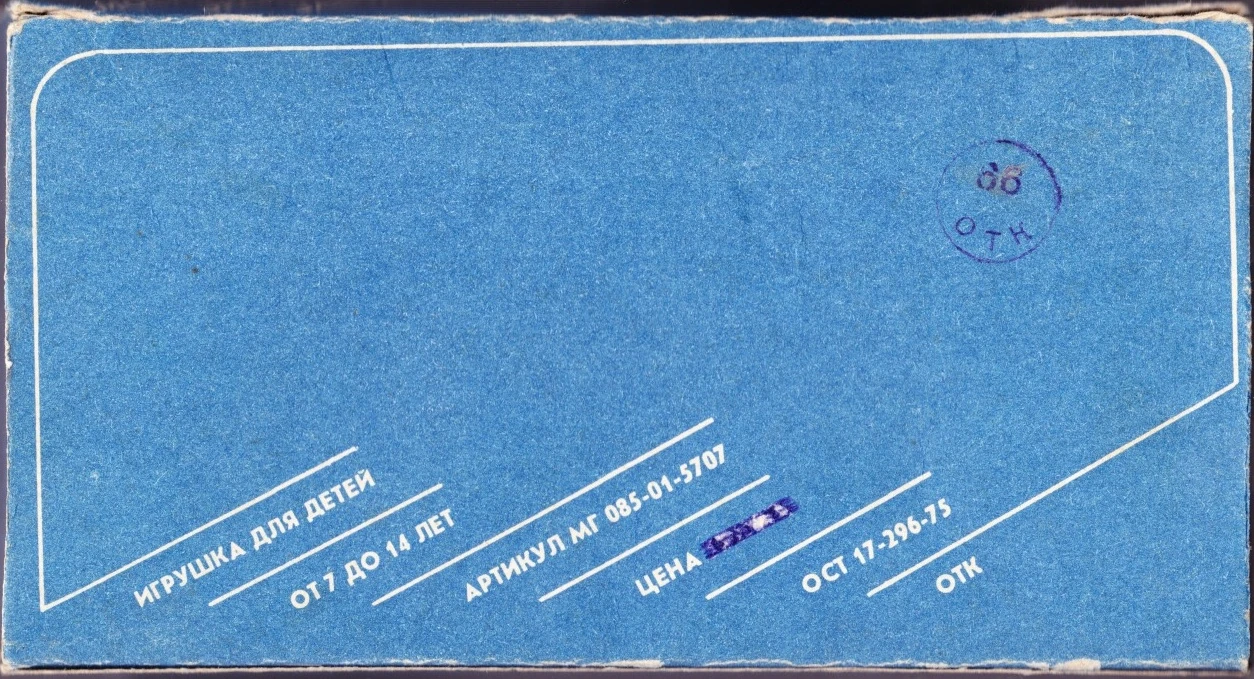 ОТК
ИГРУШКА ДЛЯ ДЕТЕЙ
ОТ 7 ДО 14 ЛЕТ
АРТИКУЛ МГ 085-01-5707
ЦЕНА
ОСТ 17-296-75
ОТК